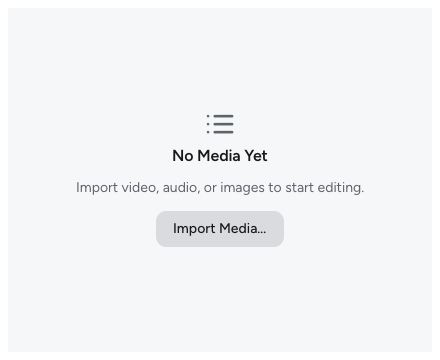 No Media Yet
Import video, audio, or images to start editing.
Import Media…